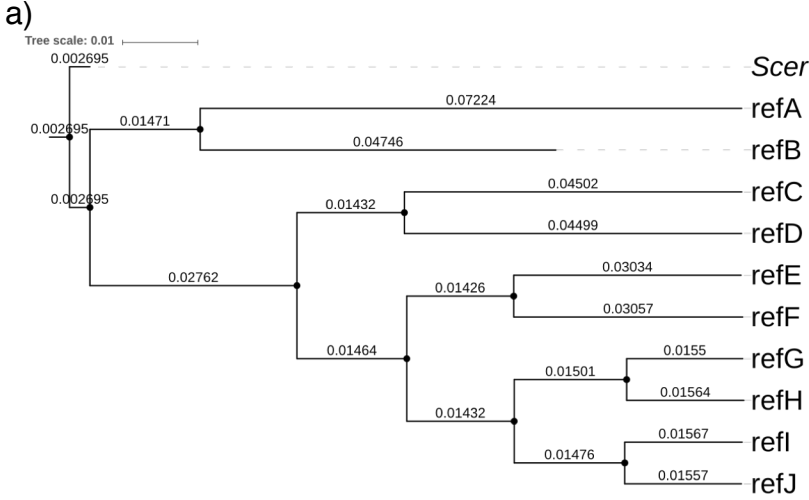 a)
Tree scale: 0.01
0.002695
Scer
0.07224
refA
0.01471
0.002695
0.04746
refB
0.04502
refC
0.002695
0.01432
0.04499
refD
0.03034
refE
0.02762
0.01426
0.03057
refF
0.01464
0.0155
refG
0.01501
0.01564
refH
0.01432
0.01567
refI
0.01476
0.01557
refJ